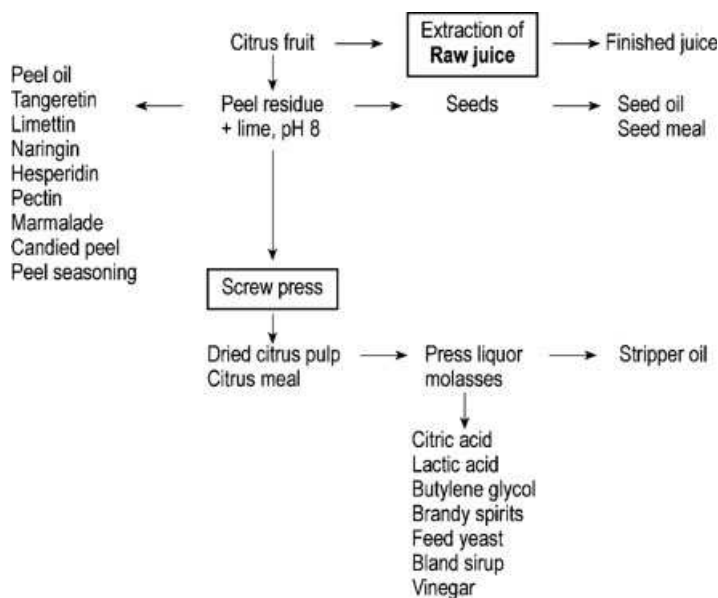 Citrus fruit
Extraction of
Raw juice
Finished juice
Peel oil
Tangeretin
Limettin
Naringin
Hesperidin
Pectin
Marmalade
Candied peel
Peel seasoning
Peel residue
+ lime, pH 8
Seeds
Seed oil
Seed meal
Screw press
Dried citrus pulp
Citrus meal
Press liquor
molasses
Stripper oil
Citric acid
Lactic acid
Butylene glycol
Brandy spirits
Feed yeast
Bland sirup
Vinegar